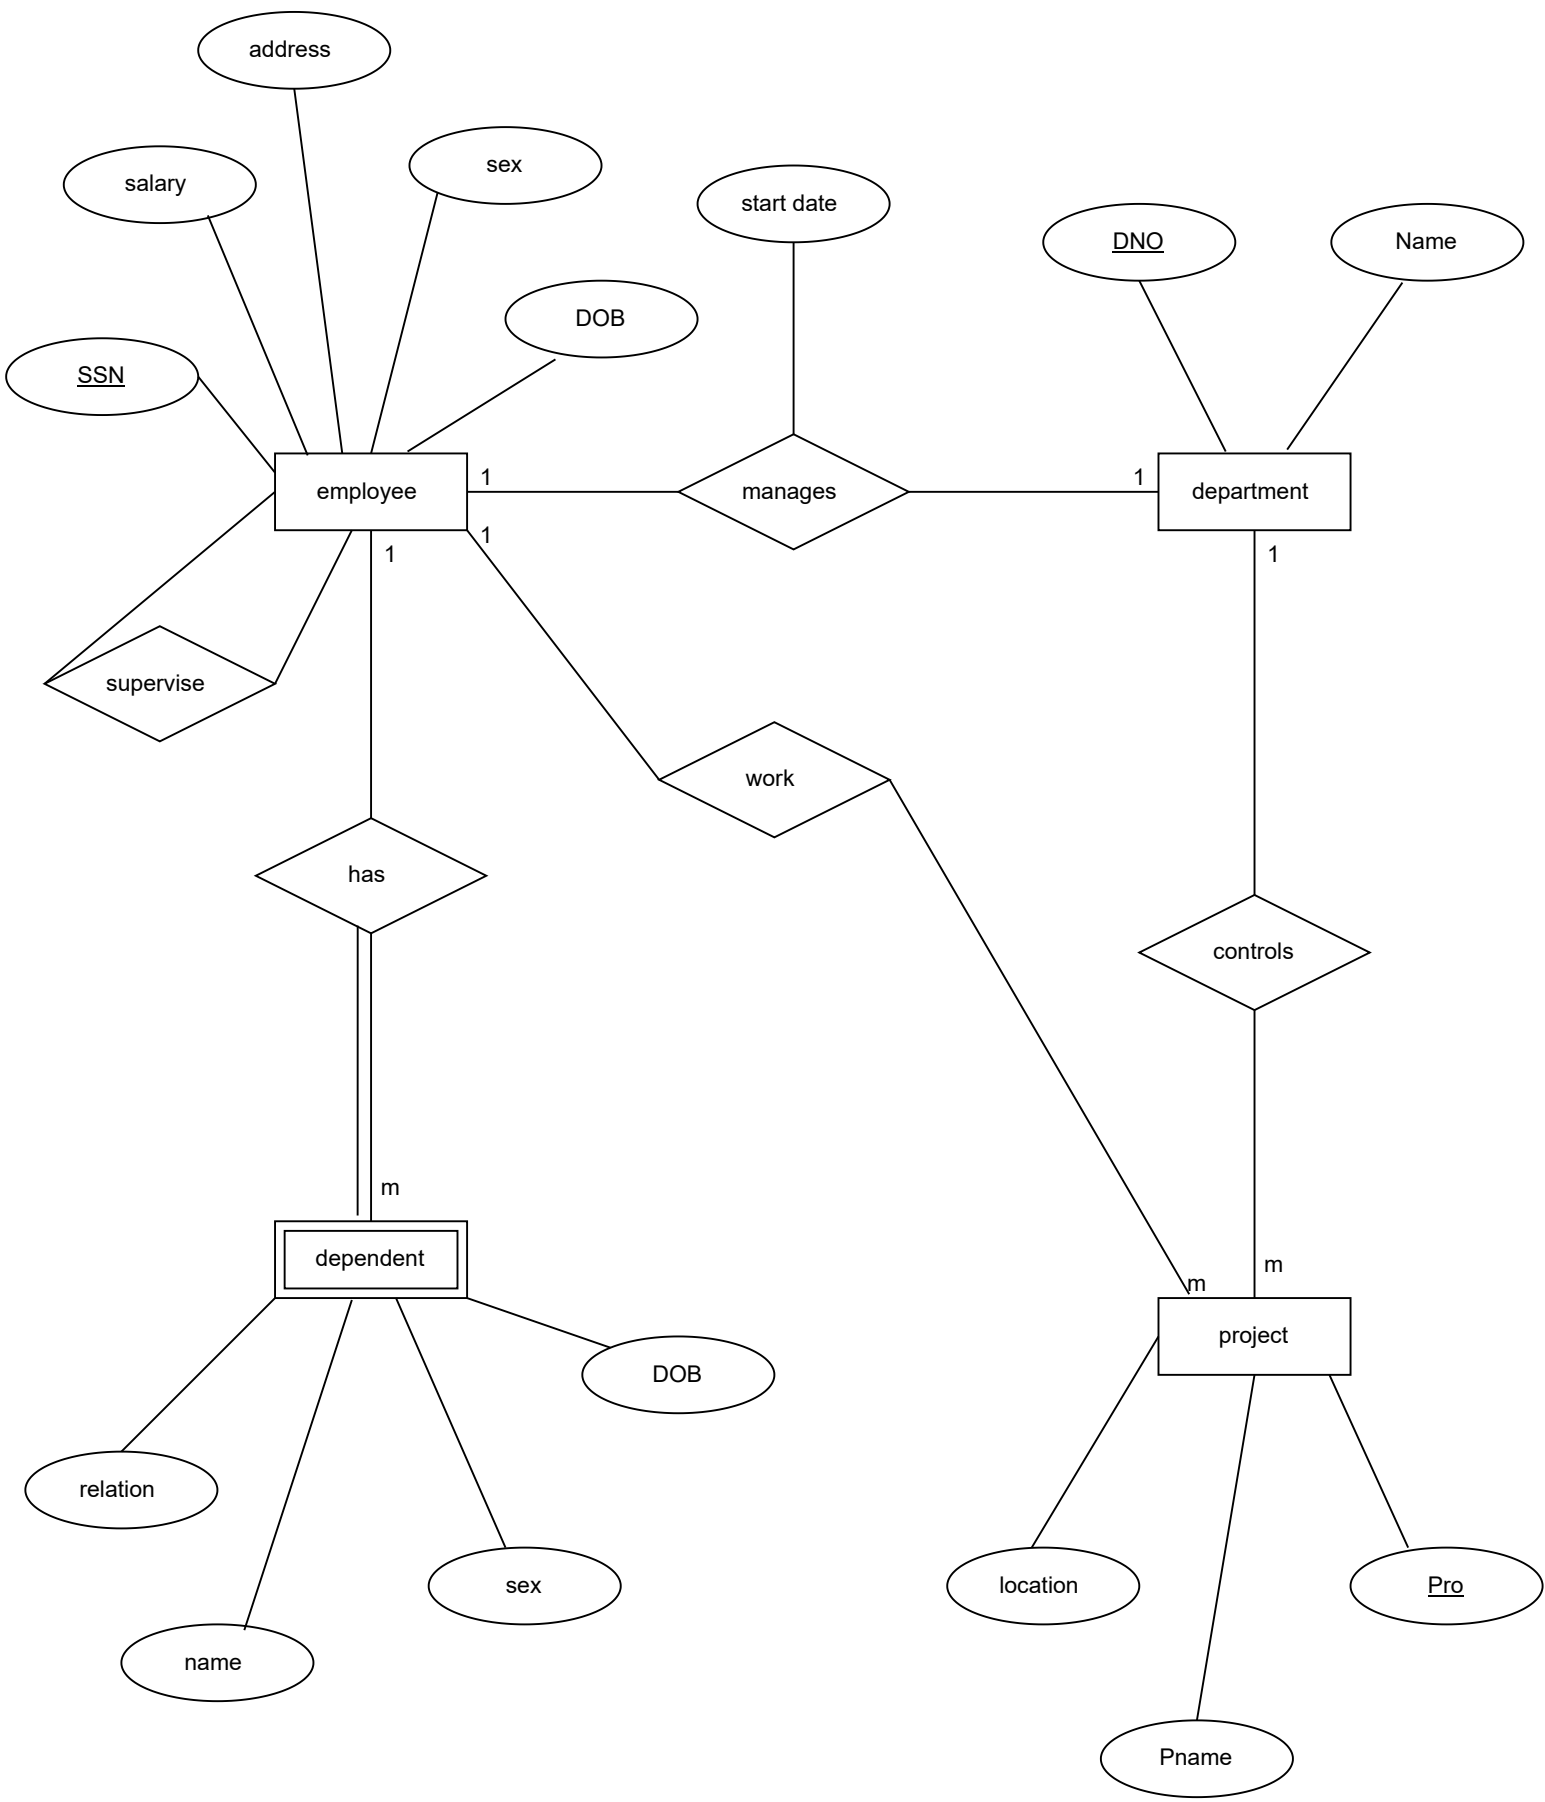 address
sex
salary
start date
DNO
Name
DOB
SSN
1
1
employee
manages
department
1
1
1
supervise
work
has
controls
m
dependent
m
m
project
DOB
relation
sex
location
Pro
name
Pname